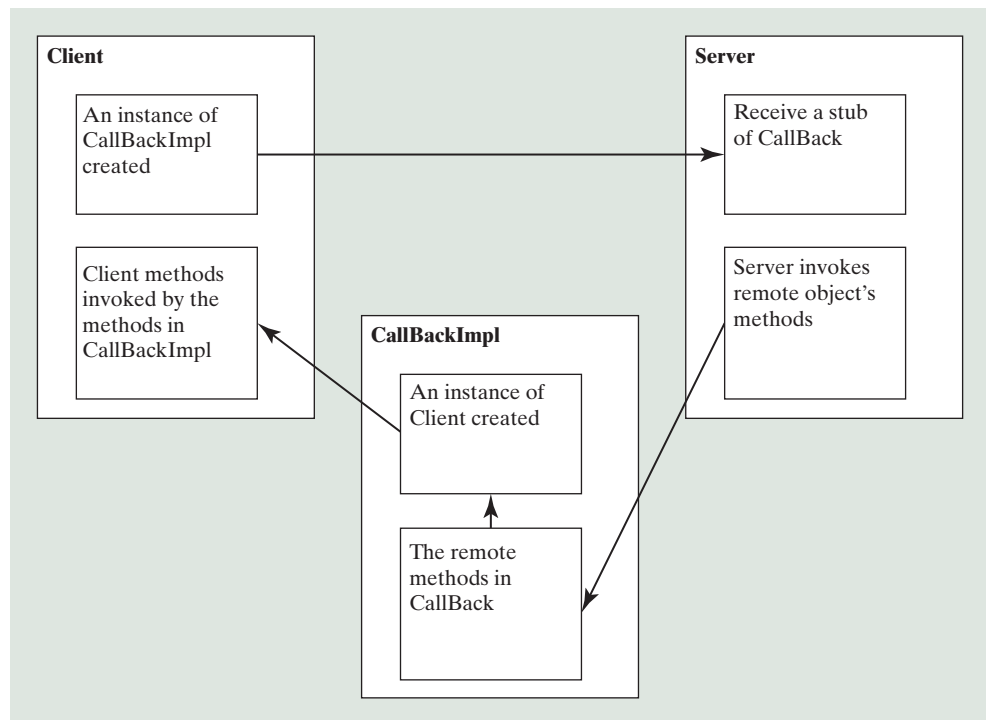 Client
An instance of
CallBackImpl
created
Client methods
invoked by the
methods in
CallBackImpl
Server
Receive a stub
of CallBack
Server invokes
remote object's
methods
CallBackImpl
An instance of
Client created
The remote
methods in
CallBack